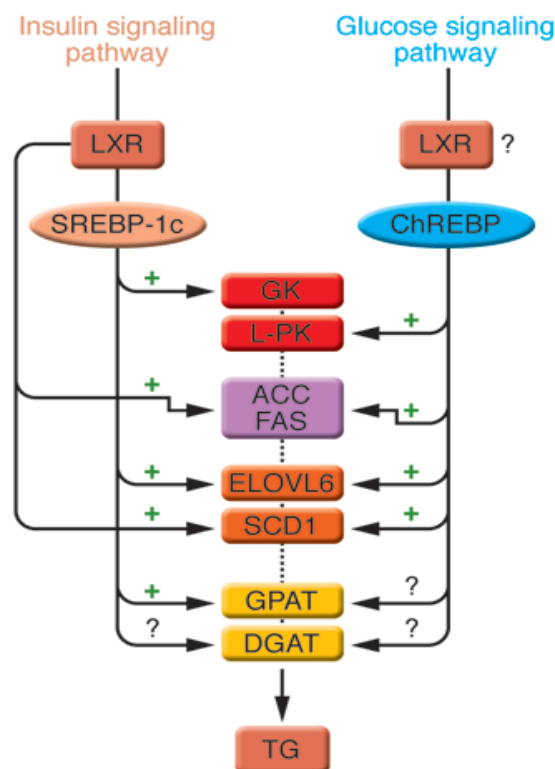 Insulin signaling
pathway
Glucose signaling
pathway
LXR
LXR ?
SREBP-1c
ChREBP
+
GK
L-PK
+
+
ACC
FAS
+
+
ELOVL6
+
+
SCD1
+
+
GPAT
?
?
DGAT
?
TG